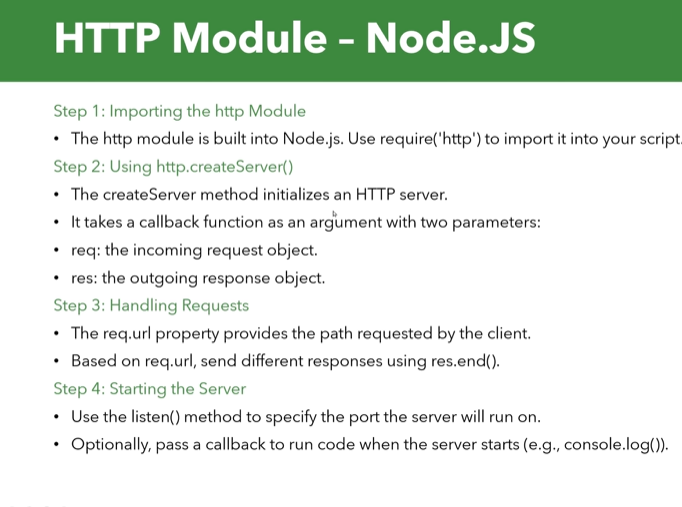 HTTP Module – Node.JS
Step 1: Importing the http Module
• The http module is built into Node.js. Use require('http') to import it into your script.
Step 2: Using http.createServer()
• The createServer method initializes an HTTP server.
• It takes a callback function as an argument with two parameters:
• req: the incoming request object.
• res: the outgoing response object.
Step 3: Handling Requests
• The req.url property provides the path requested by the client.
• Based on req.url, send different responses using res.end().
Step 4: Starting the Server
• Use the listen() method to specify the port the server will run on.
• Optionally, pass a callback to run code when the server starts (e.g., console.log()).